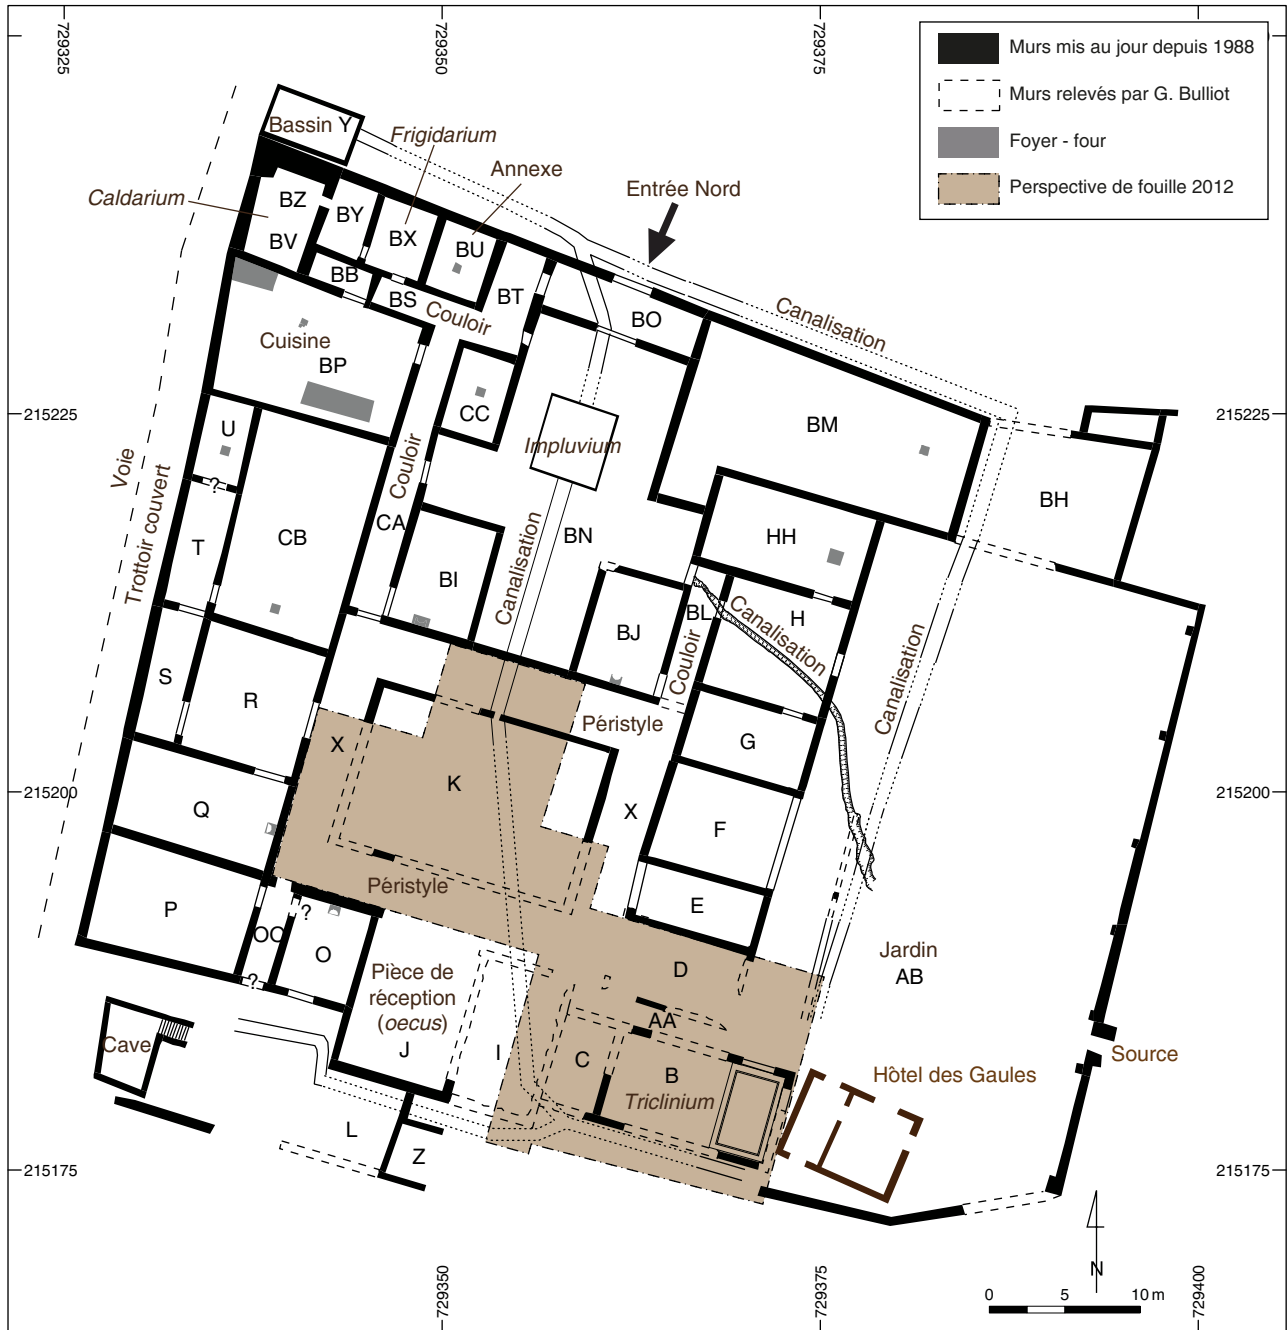 729325
729350
729375
Murs mis au jour depuis 1988
Murs relevés par G. Bulliot
Foyer - four
Perspective de fouille 2012
Bassin Y
Frigidarium
Annexe
Entrée Nord
Caldarium
BZ
BY
BX
BU
BV
BB
BS
BT
Couloir
BO
Canalisation
Cuisine
BP
CC
215225
215225
U
Impluvium
BM
BH
Voie
Trottoir couvert
?
Couloir
CA
CB
T
Canalisation
BN
HH
BI
BJ
BL
Couloir
Canalisation
H
Canalisation
S
R
Péristyle
G
X
K
X
215200
215200
Q
F
Péristyle
E
P
OO
?
O
?
Pièce de
réception
(oecus)
J
D
Jardin
AB
AA
I
C
B
Triclinium
Cave
Source
Hôtel des Gaules
L
Z
215175
215175
N
0 5 10 m
729350
729375
729400